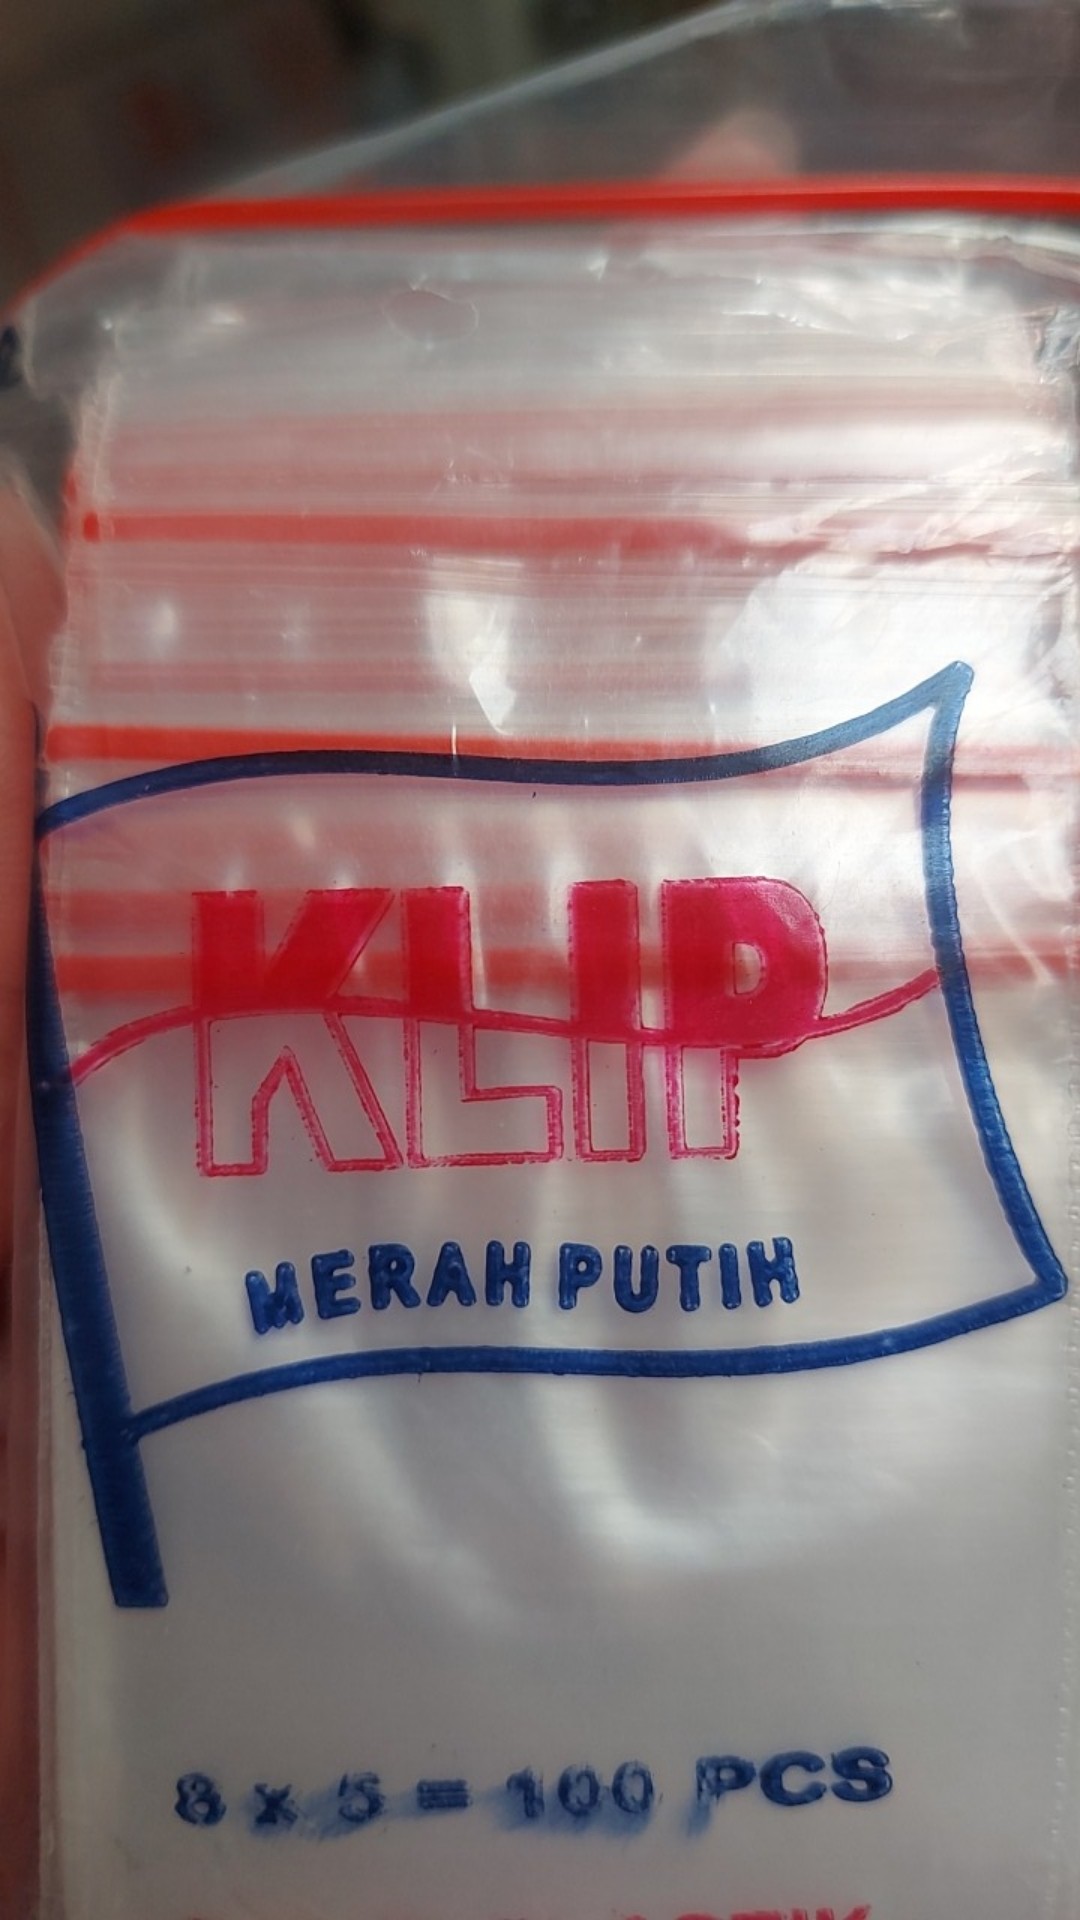 KLIP
MERAH PUTIH
8 x 5 = 100 PCS